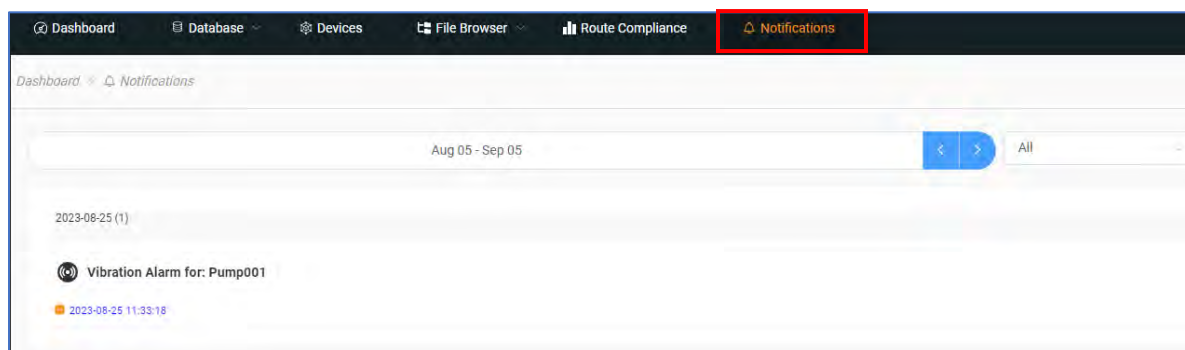 Dashboard Database Devices File Browser Route Compliance Notifications
Dashboard Notifications
Aug 05 - Sep 05 < > All
2023-08-25 (1)
Vibration Alarm for: Pump001
2023-08-25 11:33:18